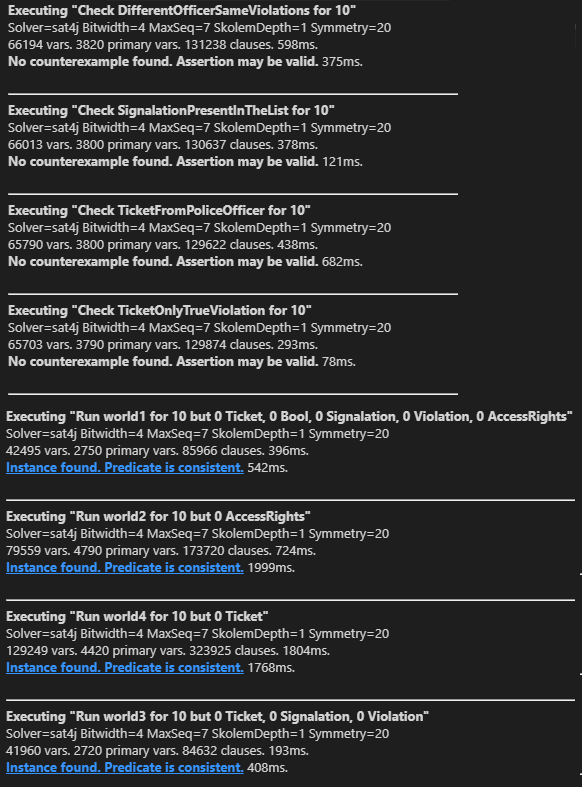 Executing "Check DifferentOfficerSameViolations for 10"
Solver=sat4j Bitwidth=4 MaxSeq=7 SkolemDepth=1 Symmetry=20
66194 vars. 3820 primary vars. 131238 clauses. 598ms.
No counterexample found. Assertion may be valid. 375ms.
Executing "Check SignalationPresentInTheList for 10"
Solver=sat4j Bitwidth=4 MaxSeq=7 SkolemDepth=1 Symmetry=20
66013 vars. 3800 primary vars. 130637 clauses. 378ms.
No counterexample found. Assertion may be valid. 121ms.
Executing "Check TicketFromPoliceOfficer for 10"
Solver=sat4j Bitwidth=4 MaxSeq=7 SkolemDepth=1 Symmetry=20
65790 vars. 3800 primary vars. 129622 clauses. 438ms.
No counterexample found. Assertion may be valid. 682ms.
Executing "Check TicketOnlyTrueViolation for 10"
Solver=sat4j Bitwidth=4 MaxSeq=7 SkolemDepth=1 Symmetry=20
65703 vars. 3790 primary vars. 129874 clauses. 293ms.
No counterexample found. Assertion may be valid. 78ms.
Executing "Run world1 for 10 but 0 Ticket, 0 Bool, 0 Signalation, 0 Violation, 0 AccessRights"
Solver=sat4j Bitwidth=4 MaxSeq=7 SkolemDepth=1 Symmetry=20
42495 vars. 2750 primary vars. 85966 clauses. 396ms.
Instance found. Predicate is consistent. 542ms.
Executing "Run world2 for 10 but 0 AccessRights"
Solver=sat4j Bitwidth=4 MaxSeq=7 SkolemDepth=1 Symmetry=20
79559 vars. 4790 primary vars. 173720 clauses. 724ms.
Instance found. Predicate is consistent. 1999ms.
Executing "Run world4 for 10 but 0 Ticket"
Solver=sat4j Bitwidth=4 MaxSeq=7 SkolemDepth=1 Symmetry=20
129249 vars. 4420 primary vars. 323925 clauses. 1804ms.
Instance found. Predicate is consistent. 1768ms.
Executing "Run world3 for 10 but 0 Ticket, 0 Signalation, 0 Violation"
Solver=sat4j Bitwidth=4 MaxSeq=7 SkolemDepth=1 Symmetry=20
41960 vars. 2720 primary vars. 84632 clauses. 193ms.
Instance found. Predicate is consistent. 408ms.